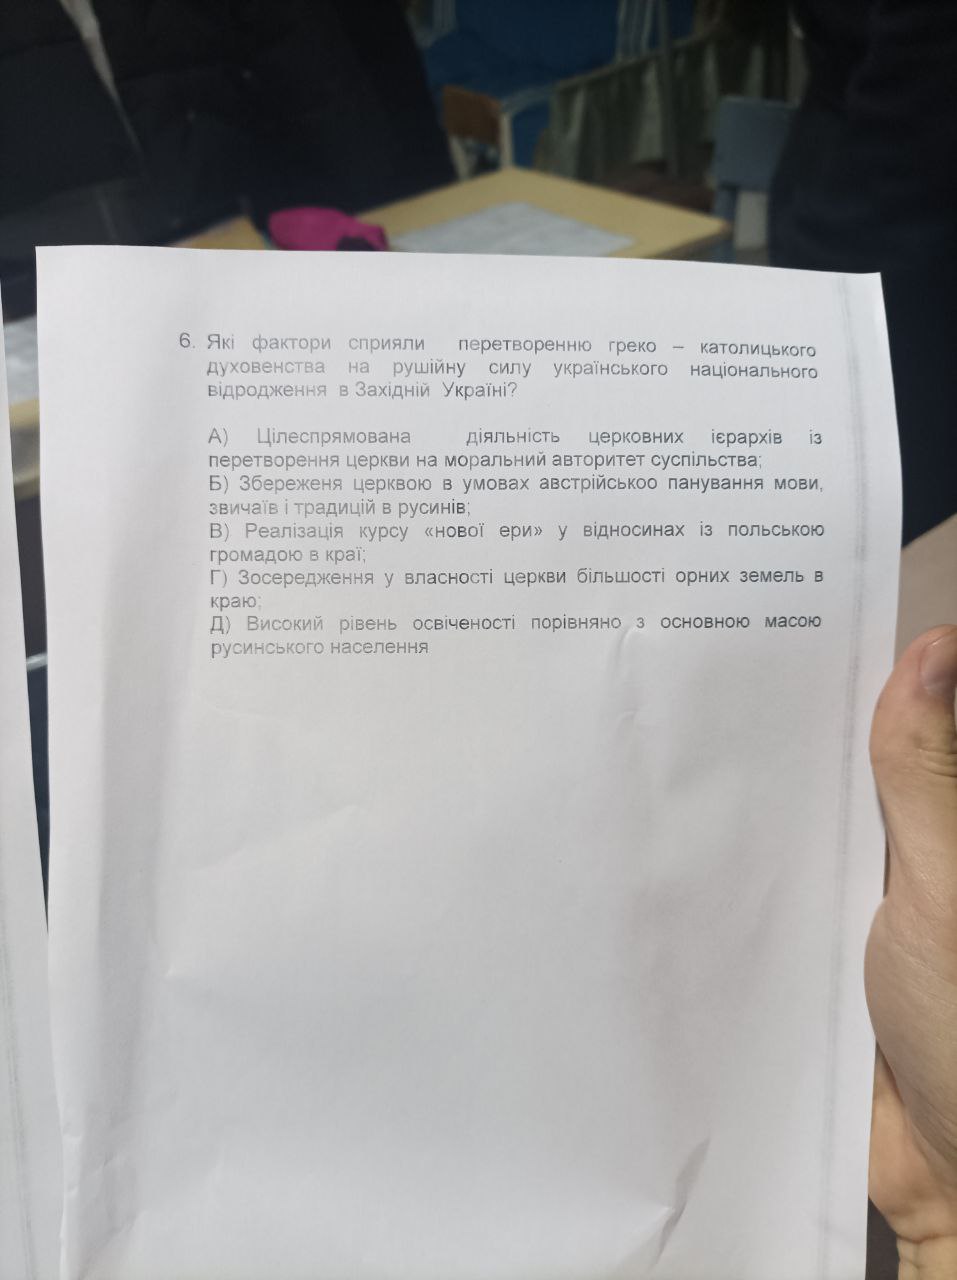 6. Які фактори сприяли перетворенню греко – католицького
духовенства на рушійну силу українського національного
відродження в Західній Україні?
А) Цілеспрямована діяльність церковних ієрархів із
перетворення церкви на моральний авторитет суспільства;
Б) Збереженя церквою в умовах австрійськоо панування мови,
звичаїв і традицій в русинів;
В) Реалізація курсу «нової ери» у відносинах із польською
громадою в краї;
Г) Зосередження у власності церкви більшості орних земель в
краю;
Д) Високий рівень освіченості порівняно з основною масою
русинського населення